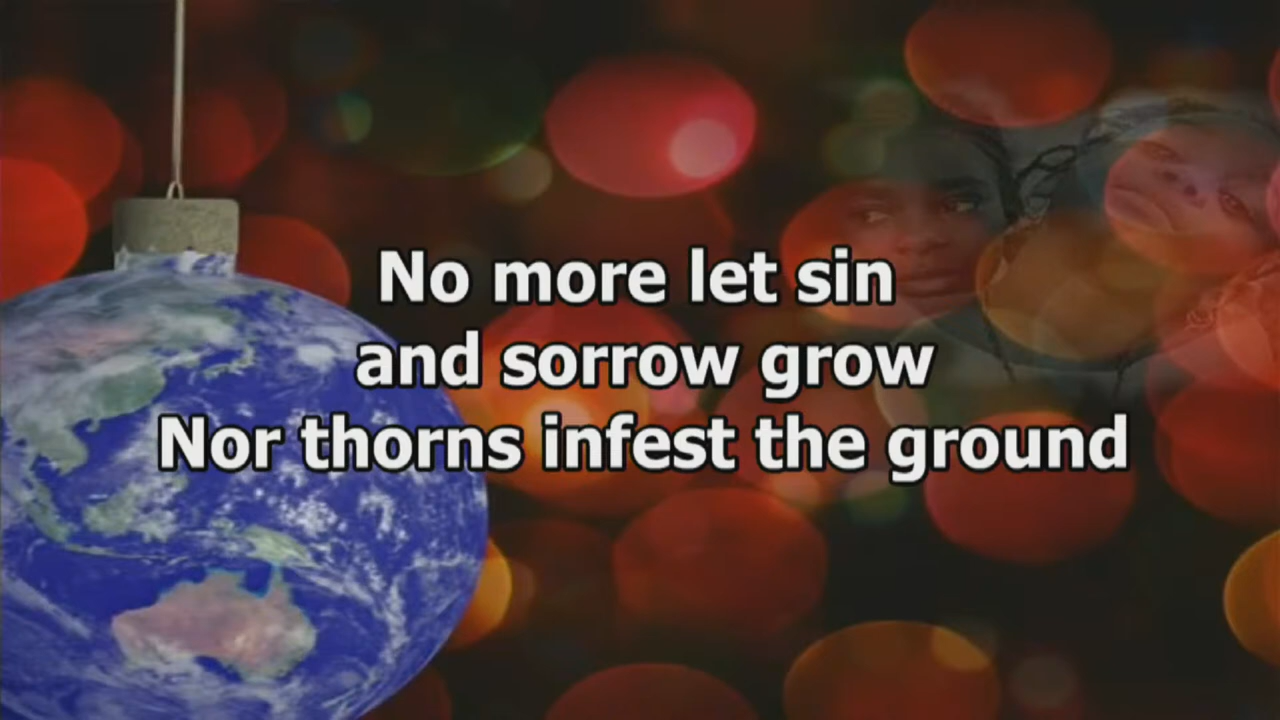 No more let sin
and sorrow grow
Nor thorns infest the ground